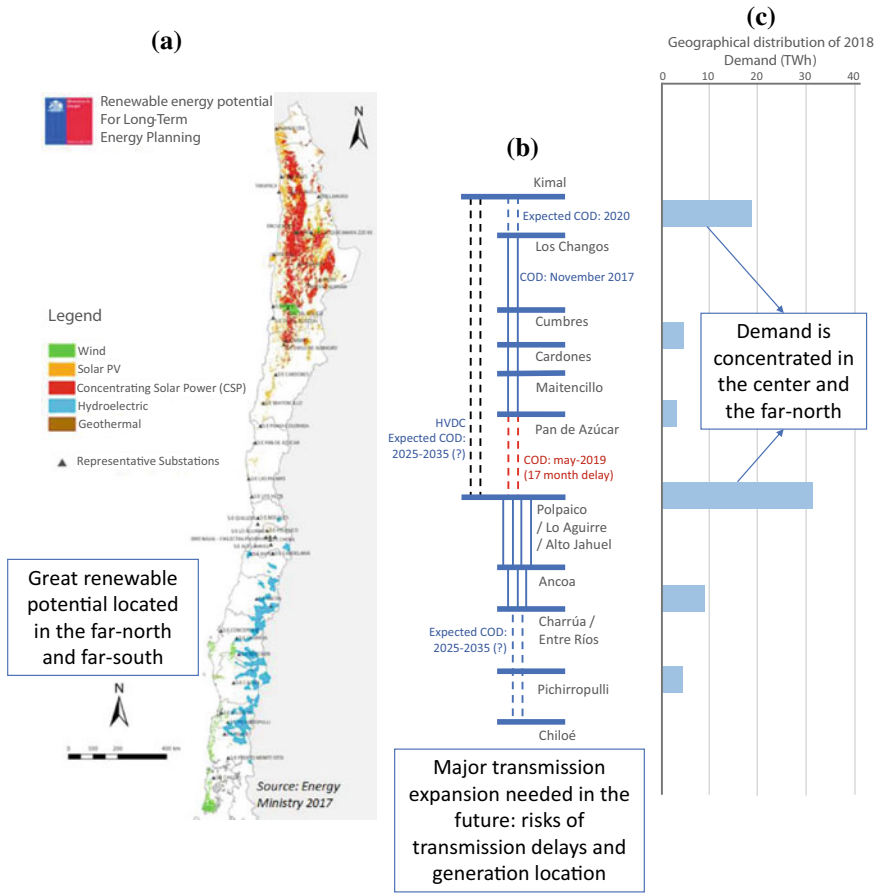 (a)
Renewable energy potential
For Long-Term
Energy Planning
N
Legend
Wind
Solar PV
Concentrating Solar Power (CSP)
Hydroelectric
Geothermal
Representative Substations
Great renewable
potential located
in the far-north
and far-south
N
Source: Energy
Ministry 2017
(b)
Kimal
Expected COD: 2020
Los Changos
COD: November 2017
Cumbres
Cardones
Maitencillo
HVDC
Expected COD:
2025-2035 (?)
Pan de Azúcar
COD: may-2019
(17 month delay)
Polpaico
/ Lo Aguirre
/ Alto Jahuel
Ancoa
Charrúa /
Entre Ríos
Expected COD:
2025-2035 (?)
Pichirropulli
Chiloé
Major transmission
expansion needed in the
future: risks of
transmission delays and
generation location
(c)
Geographical distribution of 2018
Demand (TWh)
0 10 20 30 40
Demand is
concentrated in
the center and
the far-north